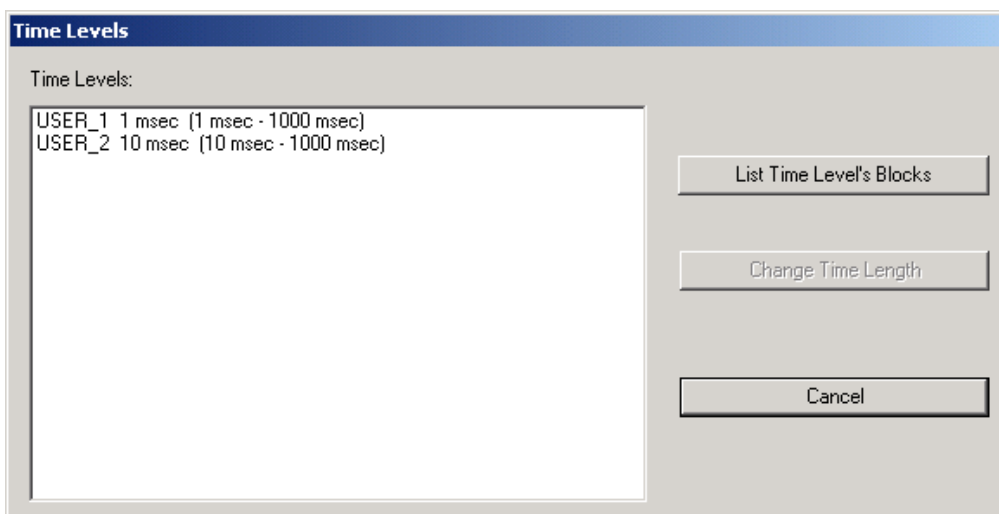 Time Levels
Time Levels:
USER_1 1 msec (1 msec - 1000 msec)
USER_2 10 msec (10 msec - 1000 msec)
List Time Level's Blocks
Change Time Length
Cancel